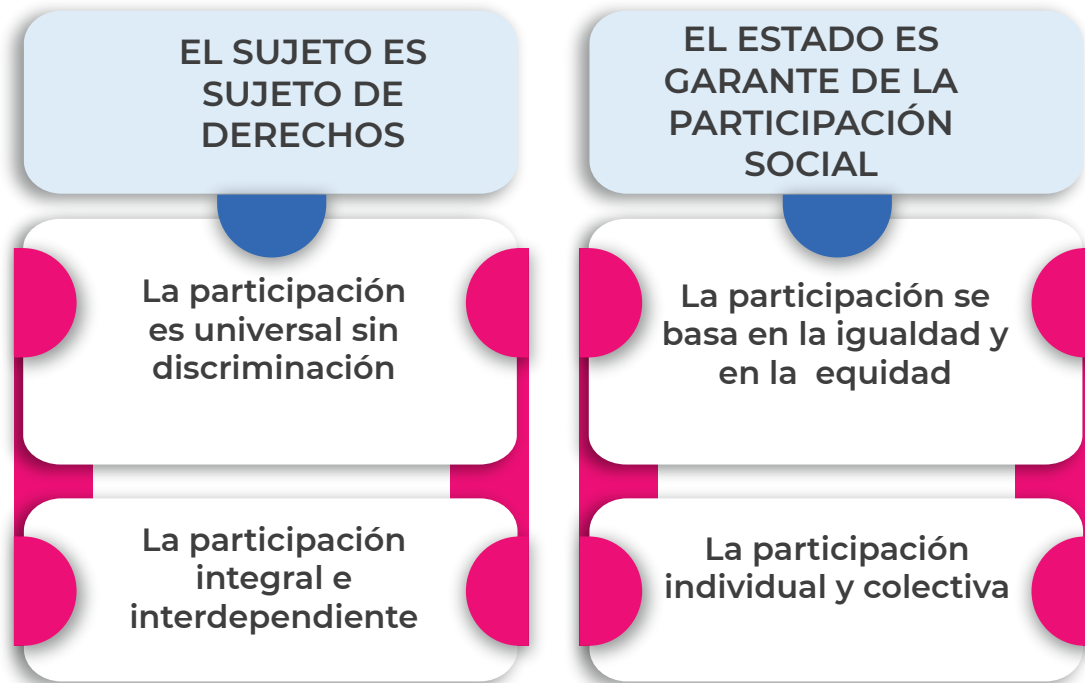 EL SUJETO ES
SUJETO DE
DERECHOS
La participación
es universal sin
discriminación
La participación
integral e
interdependiente
EL ESTADO ES
GARANTE DE LA
PARTICIPACIÓN
SOCIAL
La participación se
basa en la igualdad y
en la equidad
La participación
individual y colectiva